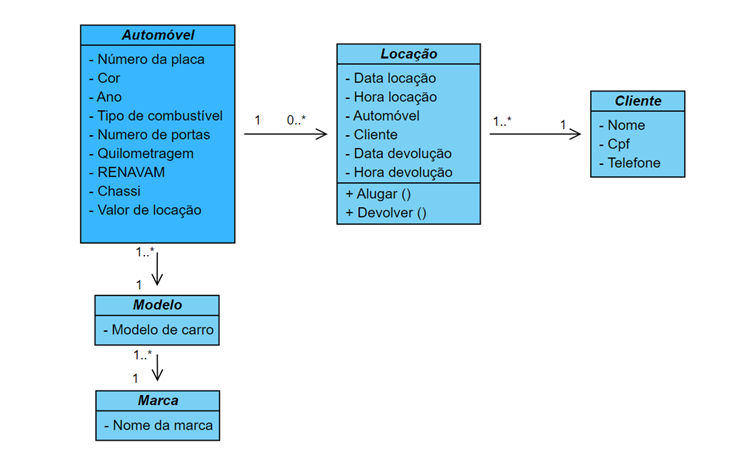 Automóvel
- Número da placa
- Cor
- Ano
- Tipo de combustível
- Numero de portas
- Quilometragem
- RENAVAM
- Chassi
- Valor de locação
1
0..*
Locação
- Data locação
- Hora locação
- Automóvel
- Cliente
- Data devolução
- Hora devolução
+ Alugar ()
+ Devolver ()
1..*
1
Cliente
- Nome
- Cpf
- Telefone
1..*
1
Modelo
- Modelo de carro
1..*
1
Marca
- Nome da marca